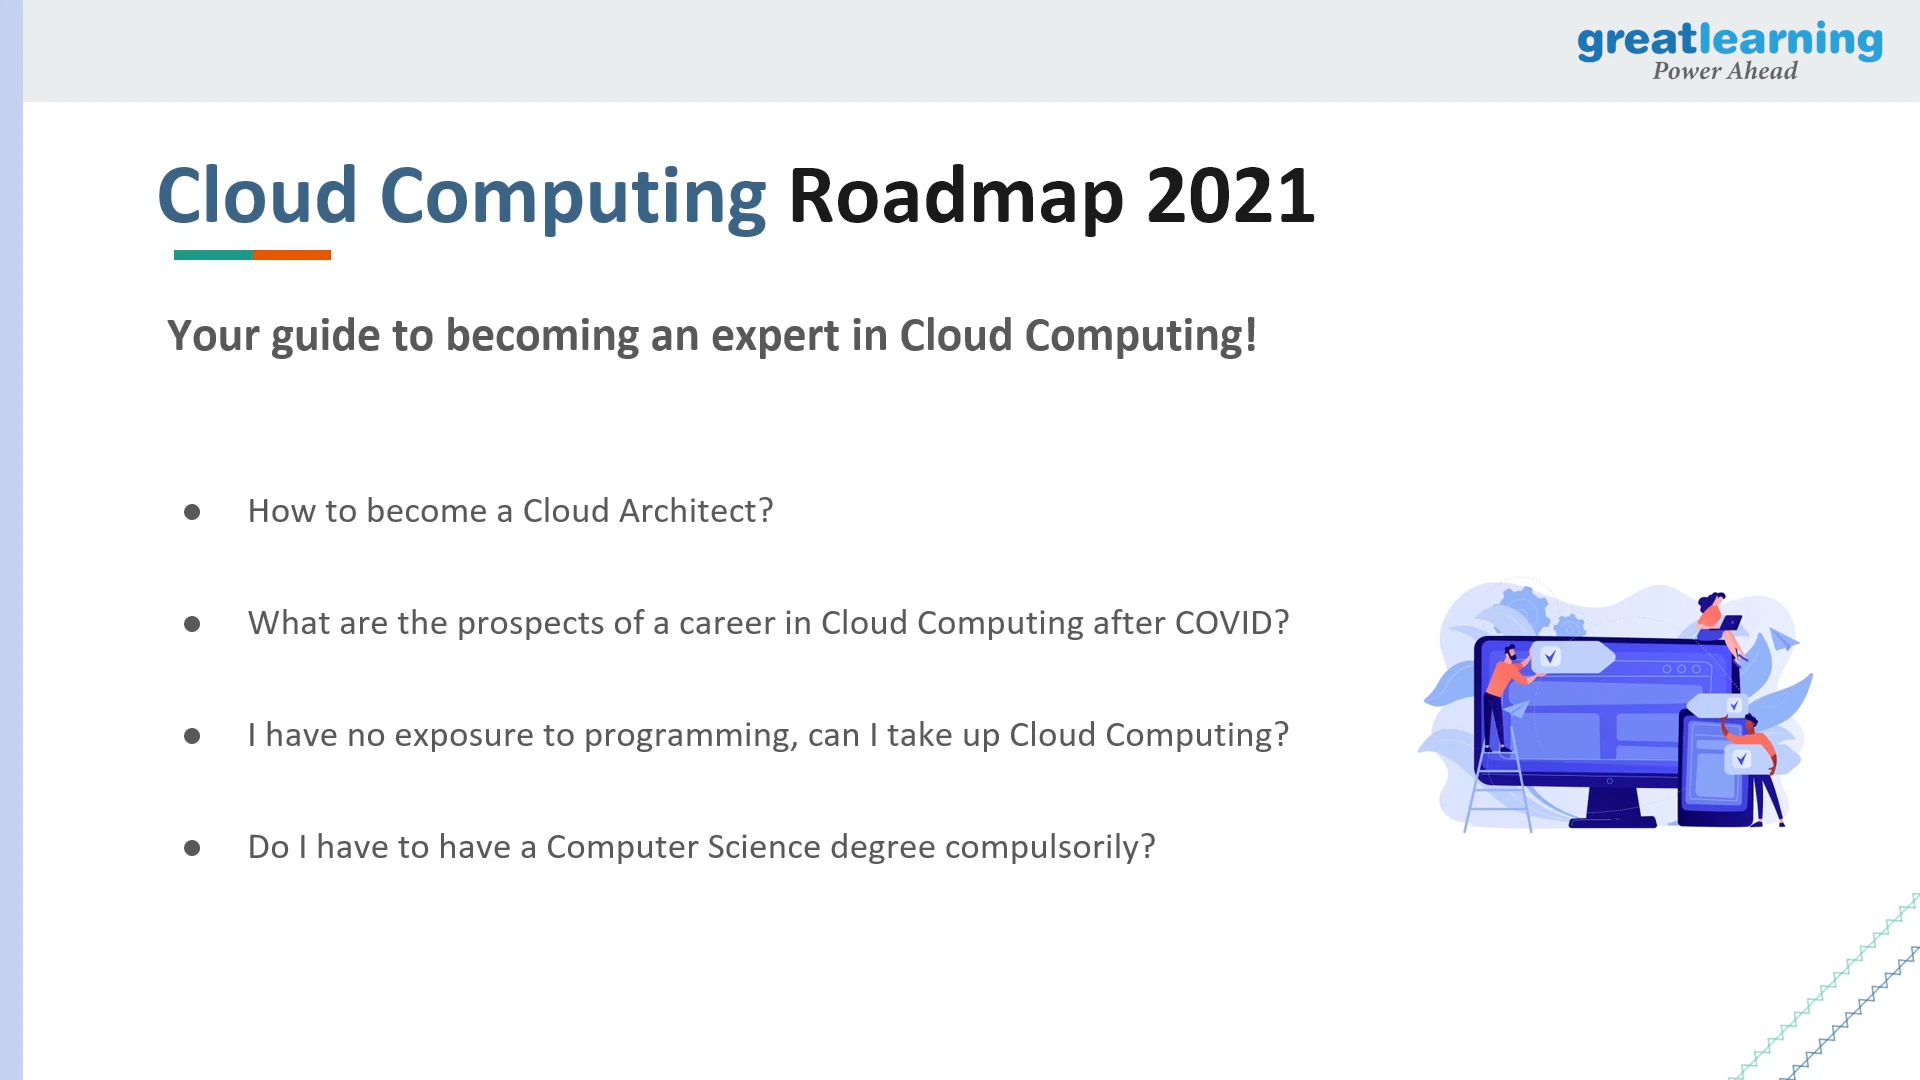 greatlearning
Power Ahead
Cloud Computing Roadmap 2021
Your guide to becoming an expert in Cloud Computing!
● How to become a Cloud Architect?
● What are the prospects of a career in Cloud Computing after COVID?
● I have no exposure to programming, can I take up Cloud Computing?
● Do I have to have a Computer Science degree compulsorily?